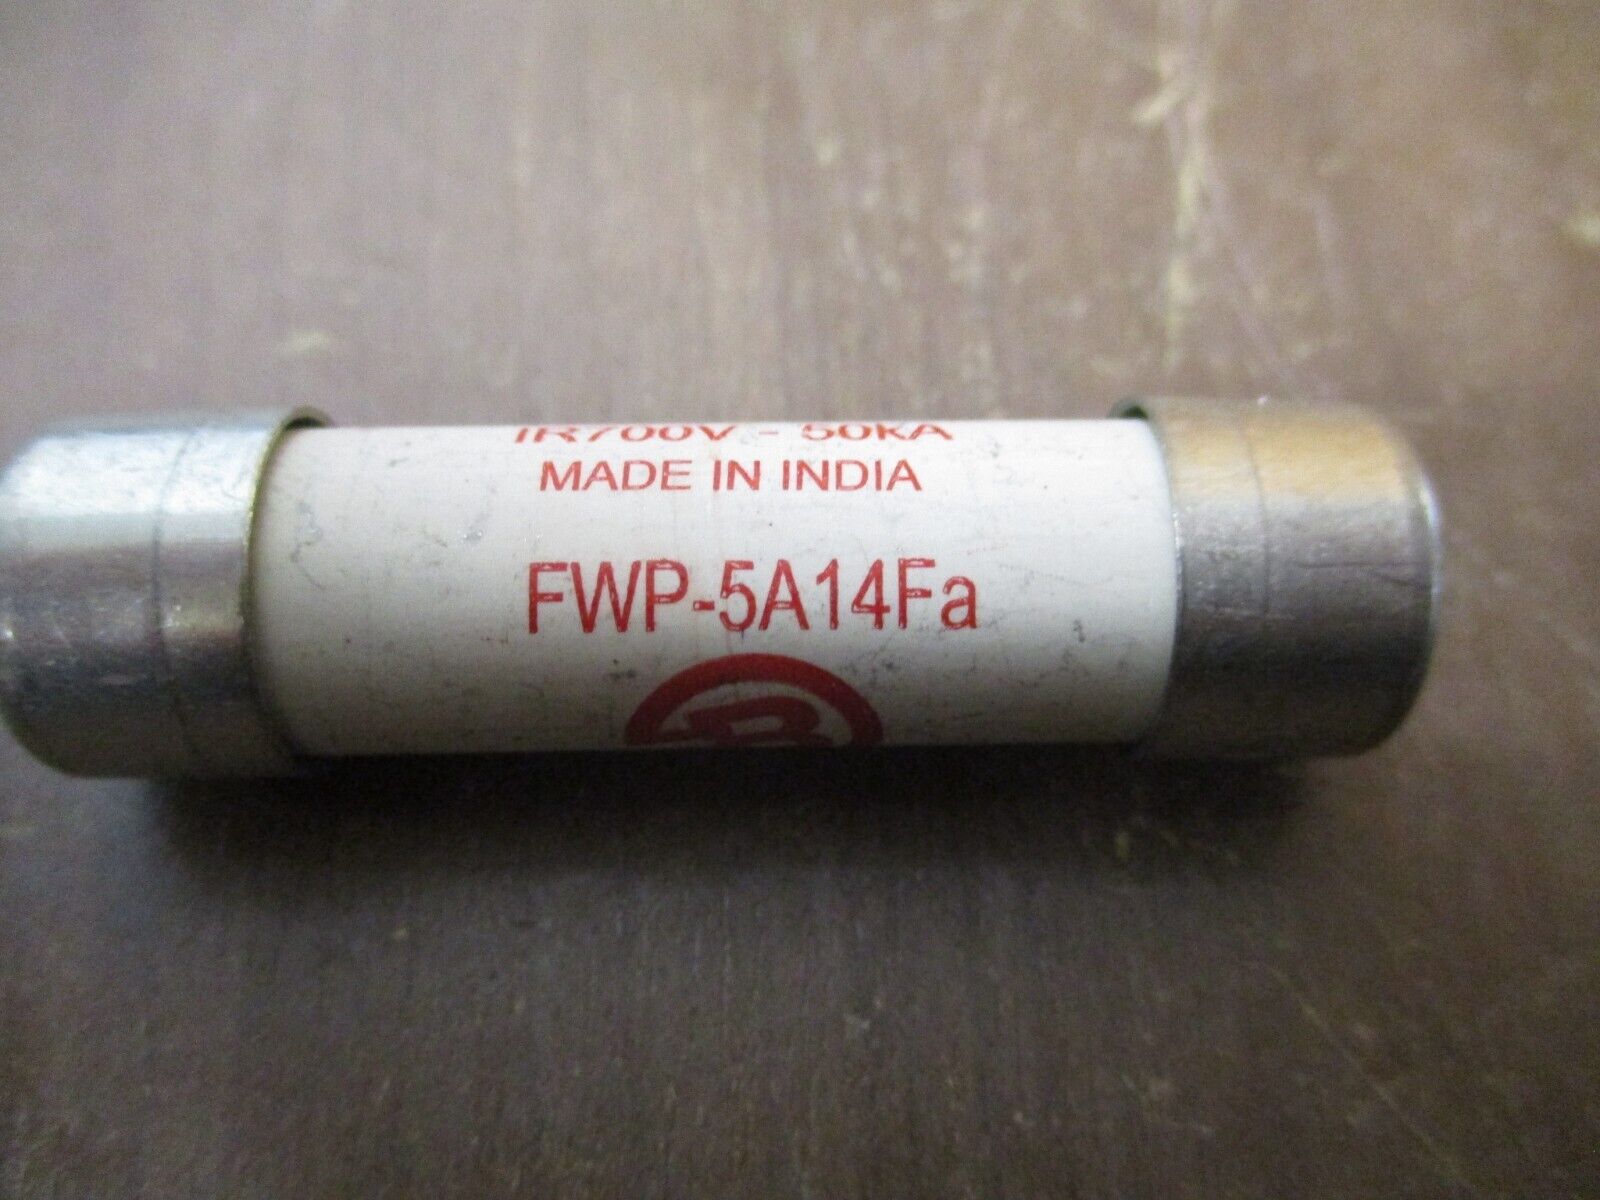 IR700V - 50kA
MADE IN INDIA
FWP-5A14Fa
B